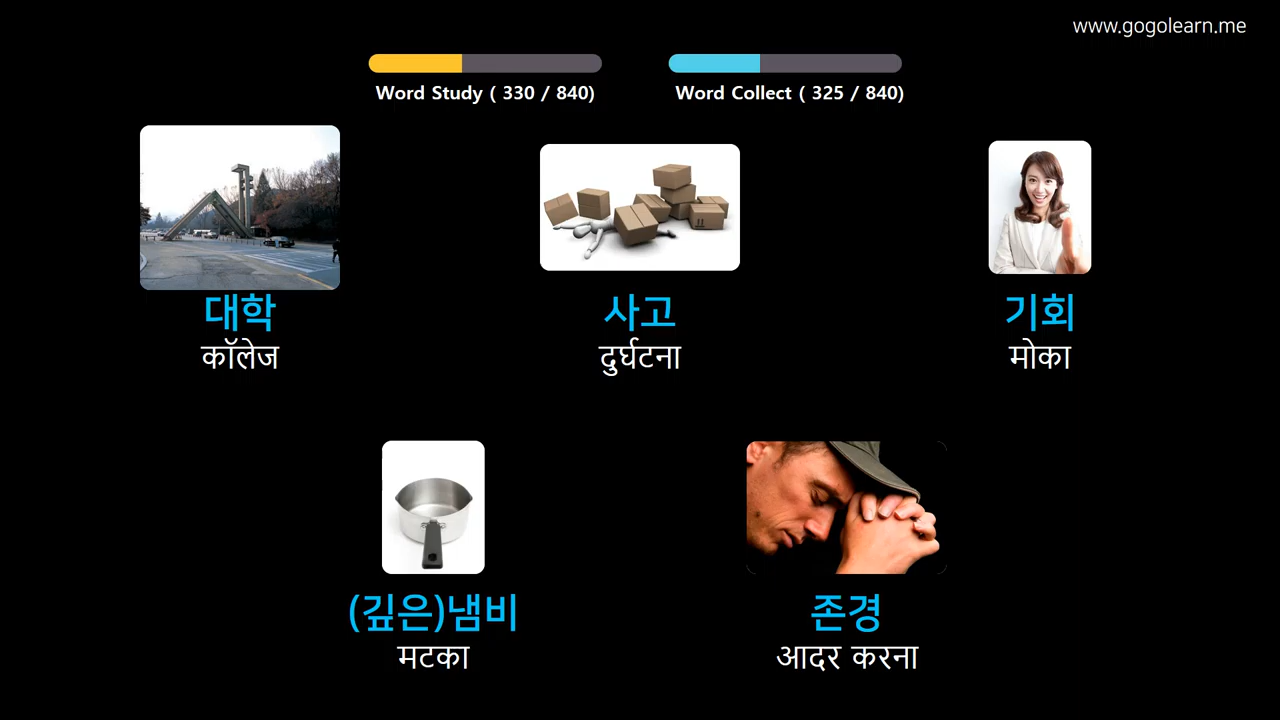 www.gogolearn.me
Word Study ( 330 / 840)
Word Collect ( 325 / 840)
대학
कॉलेज
사고
दुर्घटना
기회
मोका
(깊은)냄비
मटका
존경
आदर करना